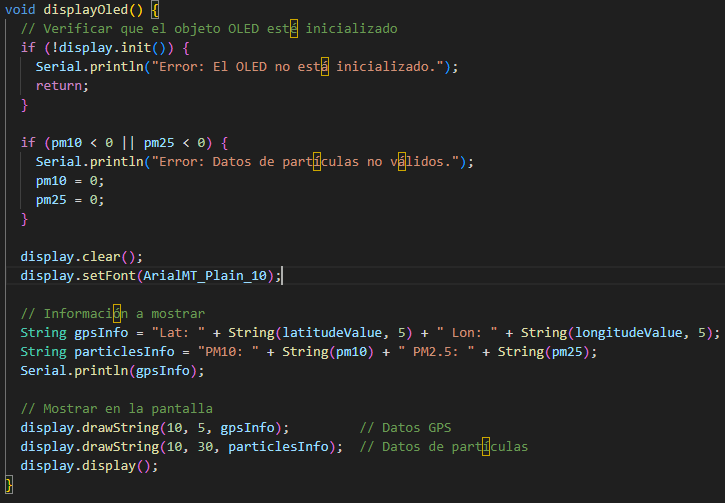 void displayOled() {
  // Verificar que el objeto OLED esté inicializado
  if (!display.init()) {
    Serial.println("Error: El OLED no está inicializado.");
    return;
  }

  if (pm10 < 0 || pm25 < 0) {
    Serial.println("Error: Datos de partículas no válidos.");
    pm10 = 0;
    pm25 = 0;
  }

  display.clear();
  display.setFont(ArialMT_Plain_10);

  // Información a mostrar
  String gpsInfo = "Lat: " + String(latitudeValue, 5) + " Lon: " + String(longitudeValue, 5);
  String particlesInfo = "PM10: " + String(pm10) + " PM2.5: " + String(pm25);
  Serial.println(gpsInfo);

  // Mostrar en la pantalla
  display.drawString(10, 5, gpsInfo);         // Datos GPS
  display.drawString(10, 30, particlesInfo);  // Datos de partículas
  display.display();
}